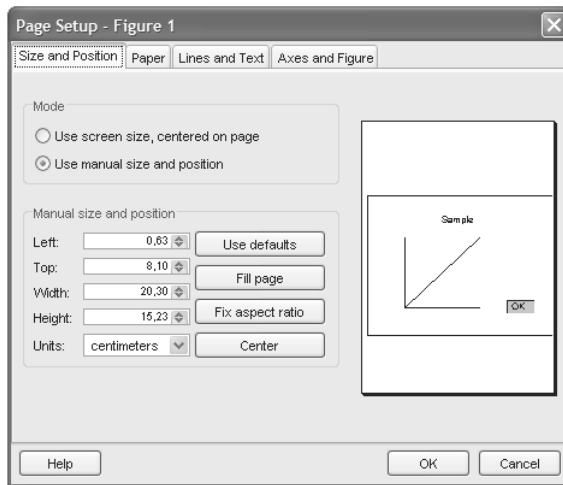 Page Setup - Figure 1
Size and Position Paper Lines and Text Axes and Figure
Mode
Use screen size, centered on page
Use manual size and position
Manual size and position
Left: 0,63 Use defaults
Top: 8,10 Fill page
Width: 20,30 Fix aspect ratio
Height: 15,23 Center
Units: centimeters
Sample
OK
Help OK Cancel